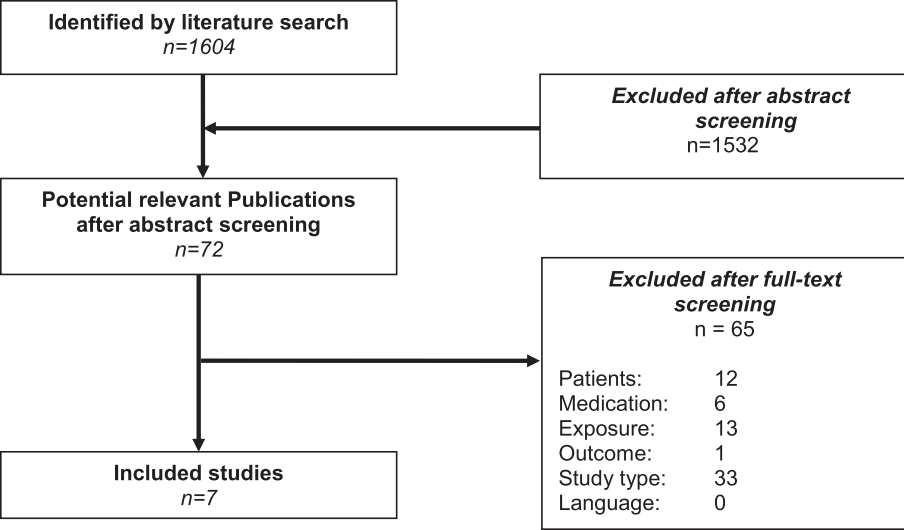 Identified by literature search
n=1604
Excluded after abstract
screening
n=1532
Potential relevant Publications
after abstract screening
n=72
Excluded after full-text
screening
n = 65
Patients: 12
Medication: 6
Exposure: 13
Outcome: 1
Study type: 33
Language: 0
Included studies
n=7